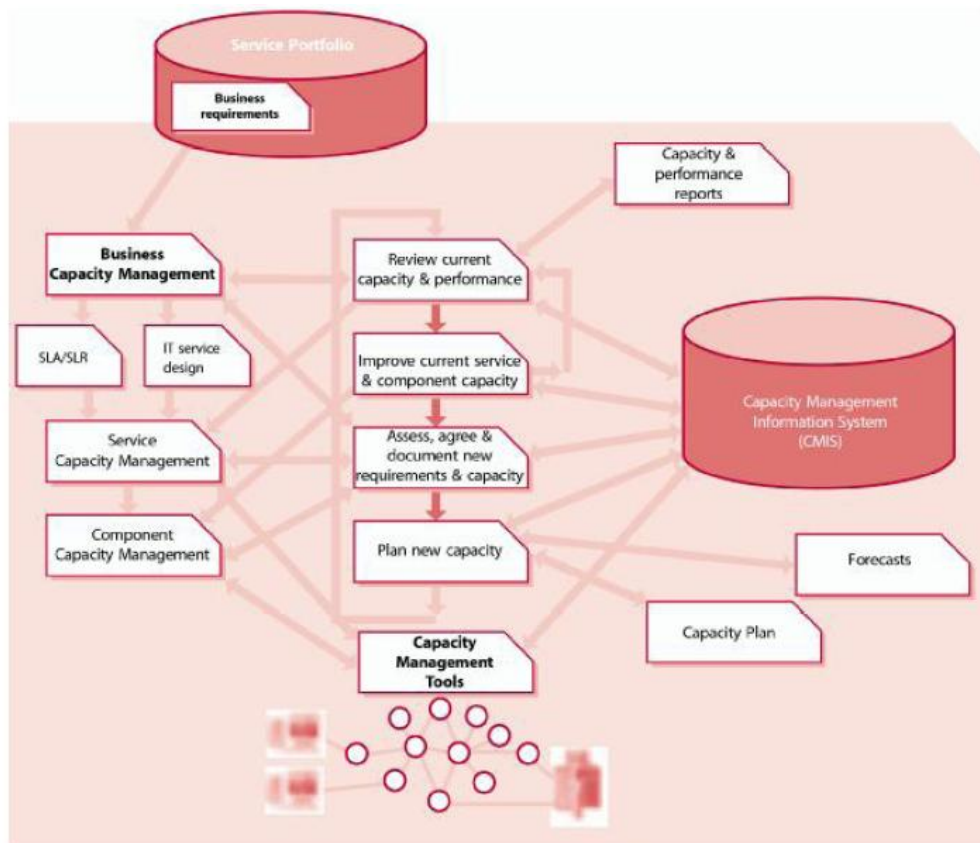 Service Portfolio
Business
requirements
Capacity &
performance
reports
Business
Capacity Management
Review current
capacity & performance
SLA/SLR
IT service
design
Improve current service
& component capacity
Capacity Management
Information System
(CMIS)
Service
Capacity Management
Assess, agree &
document new
requirements & capacity
Component
Capacity Management
Plan new capacity
Forecasts
Capacity Plan
Capacity
Management
Tools